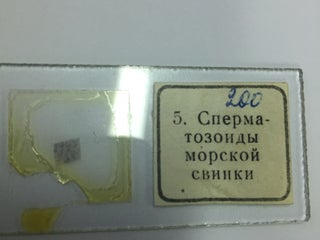 200
5. Сперма-
тозоиды
морской
свинки